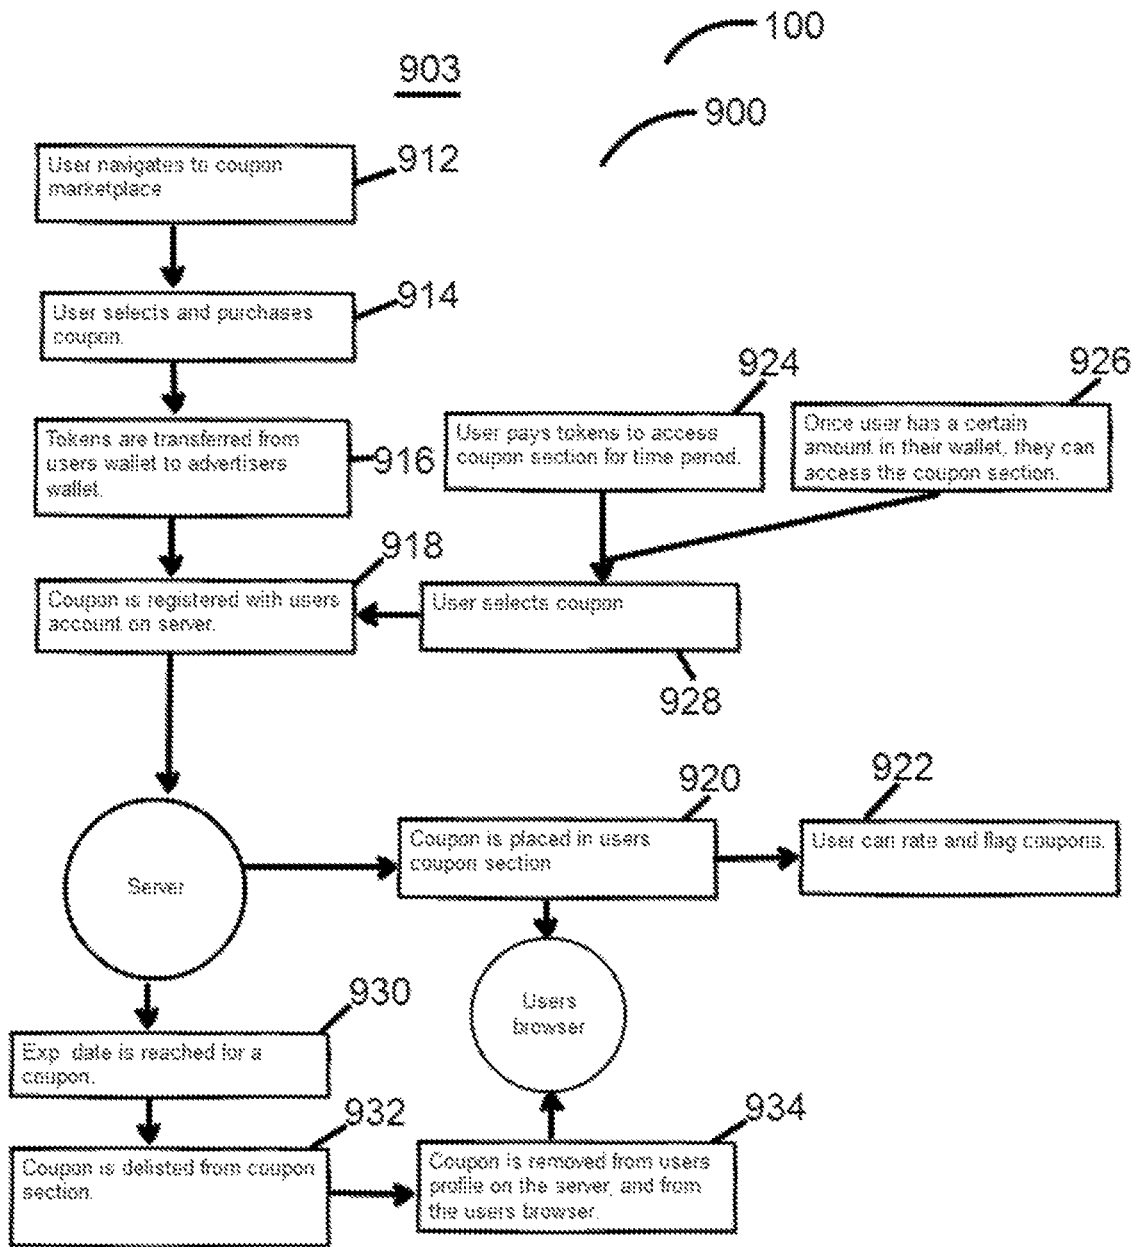 100
903
900
User navigates to coupon
marketplace
912
User selects and purchases
coupon.
914
Tokens are transferred from
users wallet to advertisers
wallet.
916
User pays tokens to access
coupon section for time period.
924
Once user has a certain
amount in their wallet, they can
access the coupon section.
926
Coupon is registered with users
account on server.
918
User selects coupon
928
Server
Coupon is placed in users
coupon section
920
User can rate and flag coupons.
922
Users
browser
Exp. date is reached for a
coupon.
930
Coupon is delisted from coupon
section.
932
Coupon is removed from users
profile on the server, and from
the users browser.
934